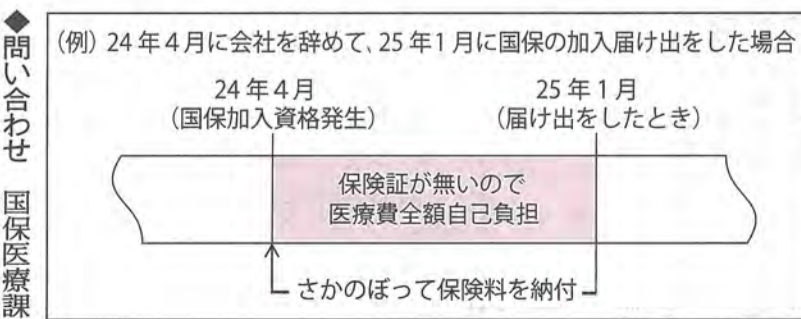 ◆問い合わせ 国保医療課
(例) 24年4月に会社を辞めて、25年1月に国保の加入届け出をした場合
24年4月
(国保加入資格発生)
25年1月
(届け出をしたとき)
保険証が無いので
医療費全額自己負担
さかのぼって保険料を納付